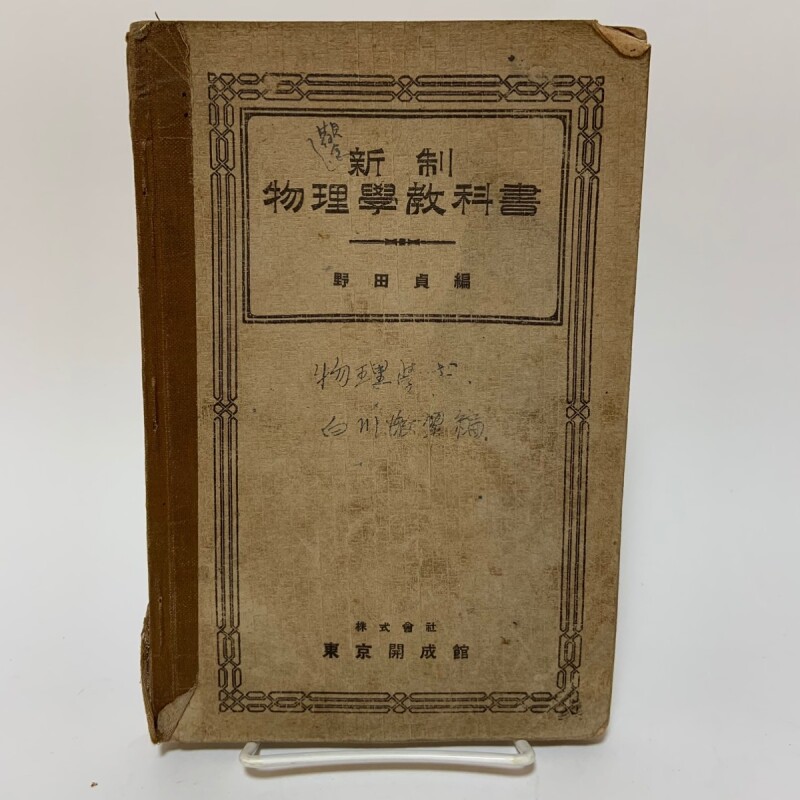 新制
物理學教科書
野田貞編
物理学
白川
株式會社
東京開成館